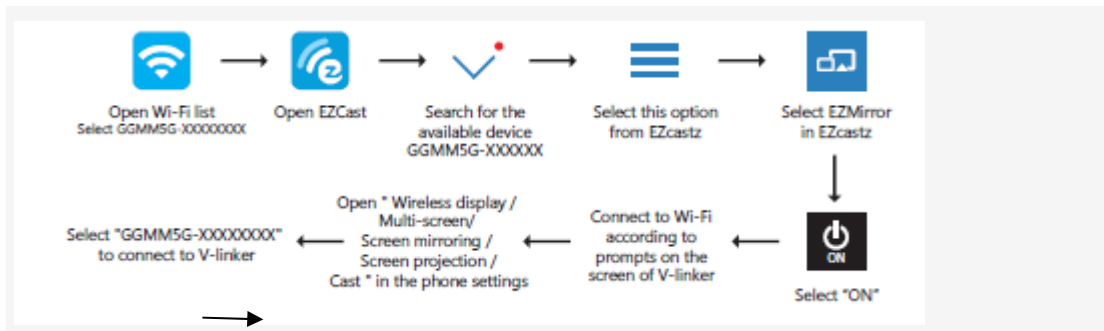 Open Wi-Fi list
Select GGMM5G-XXXXXXXX
Open EZCast
Search for the
available device
GGMM5G-XXXXXX
Select this option
from EZcastz
Select EZMirror
in EZcastz
ON
Select "ON"
Connect to Wi-Fi
according to
prompts on the
screen of V-linker
Open " Wireless display /
Multi-screen/
Screen mirroring /
Screen projection /
Cast " in the phone settings
Select "GGMM5G-XXXXXXXX"
to connect to V-linker